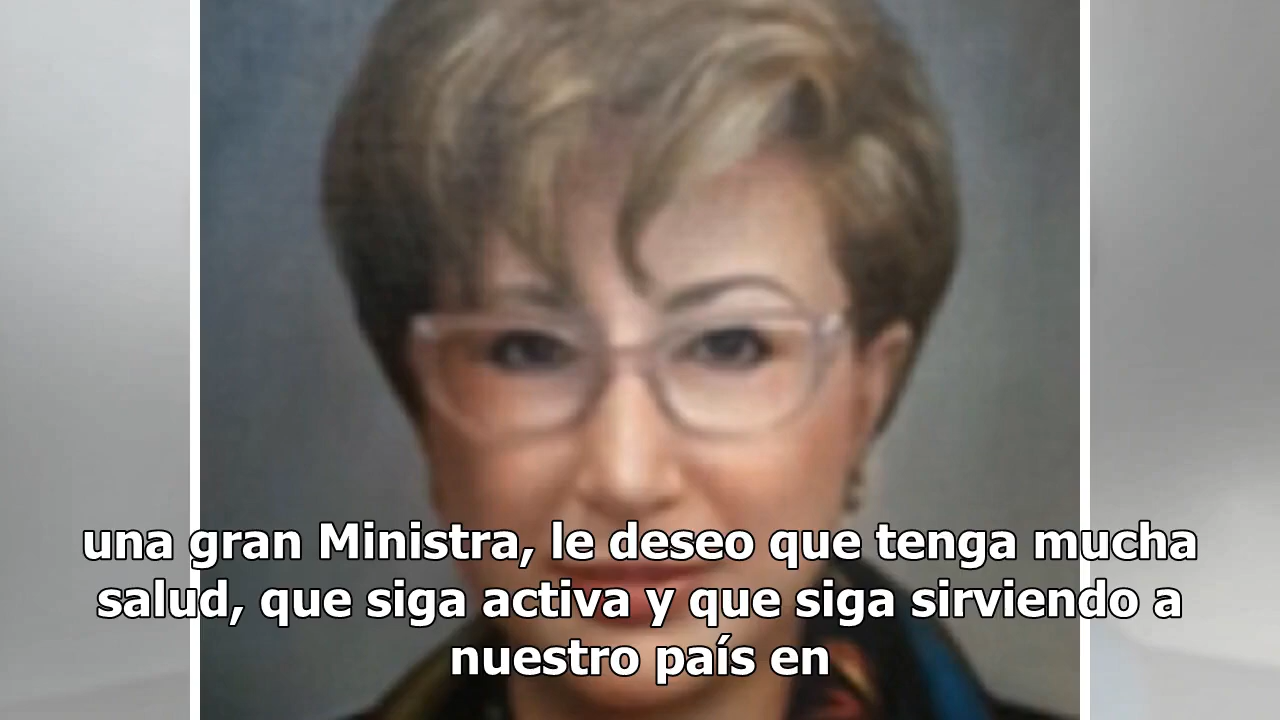 una gran Ministra, le deseo que tenga mucha
salud, que siga activa y que siga sirviendo a
nuestro país en